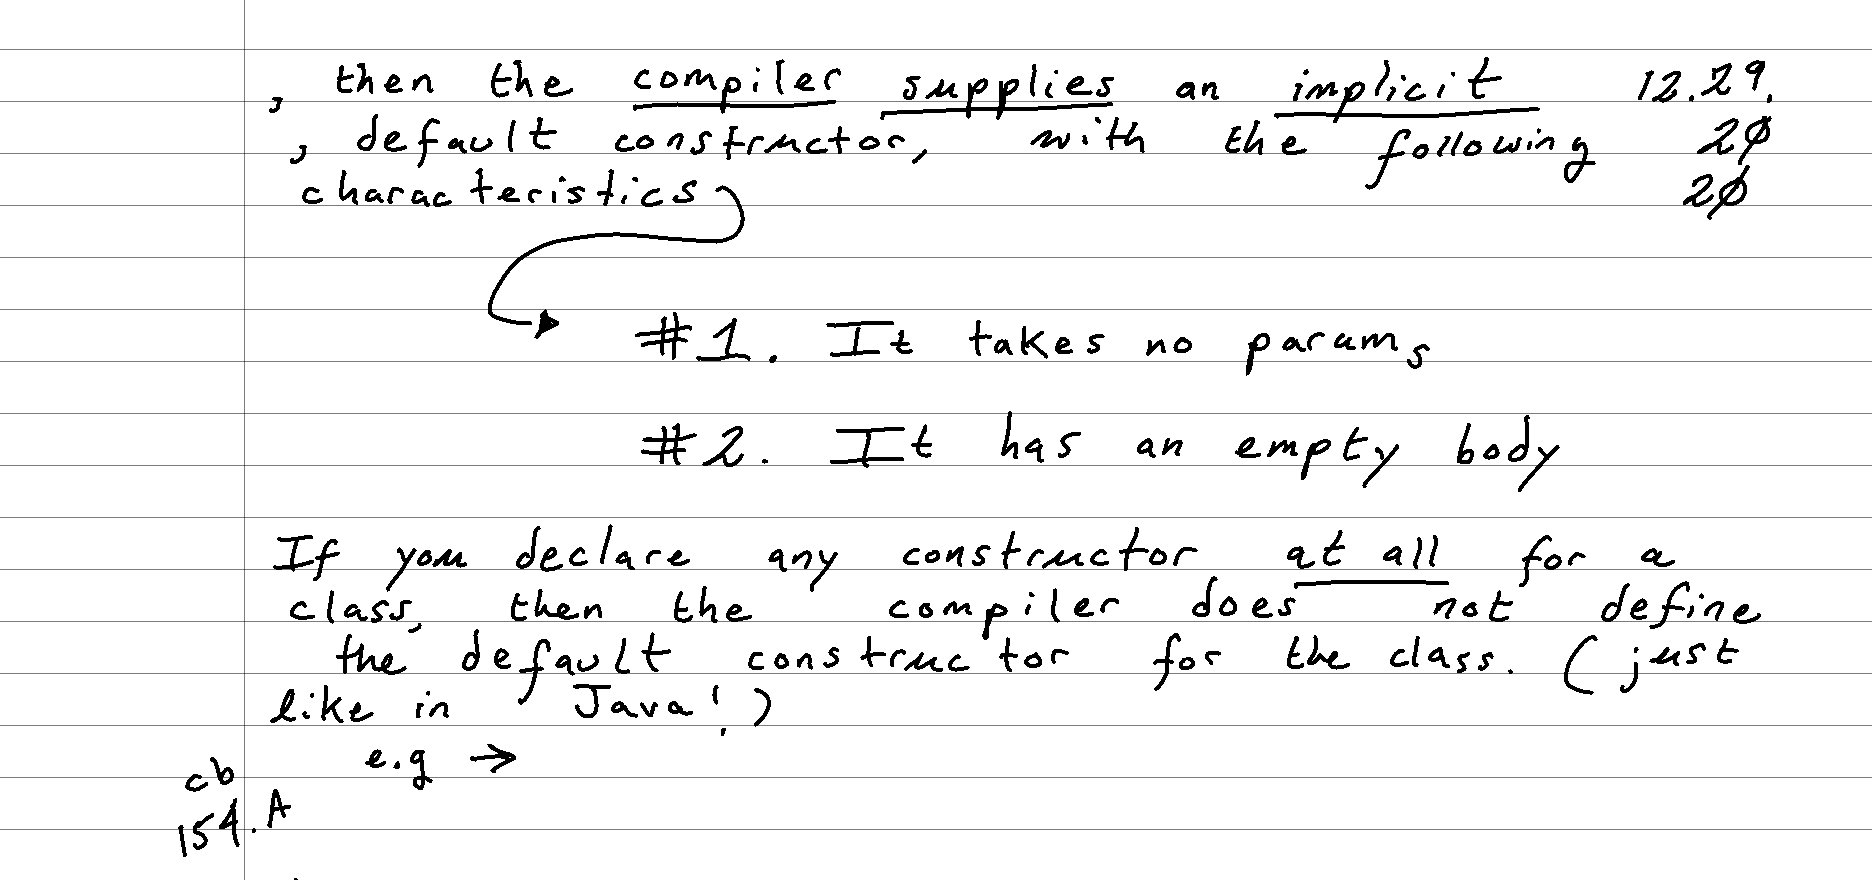 , then the compiler supplies an implicit 12.29.
, default constructor, with the following 2Ø
characteristics 2Ø
#1. It takes no params
#2. It has an empty body
If you declare any constructor at all for a
class, then the compiler does not define
the default constructor for the class. (just
like in Java!)
e.g →
cb
154.A